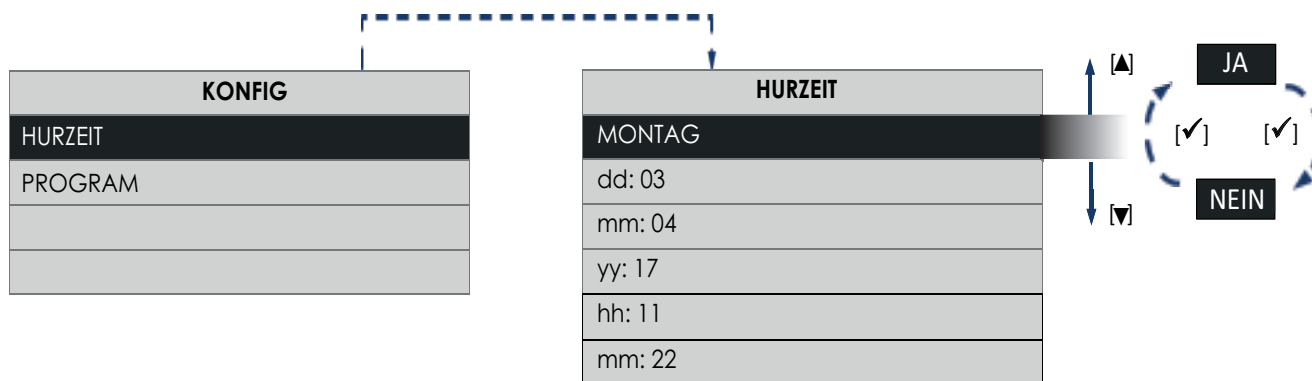 KONFIG
HURZEIT
PROGRAM
HURZEIT
MONTAG
dd: 03
mm: 04
yy: 17
hh: 11
mm: 22
[▲]
[▼]
JA
[✓] [✓]
NEIN